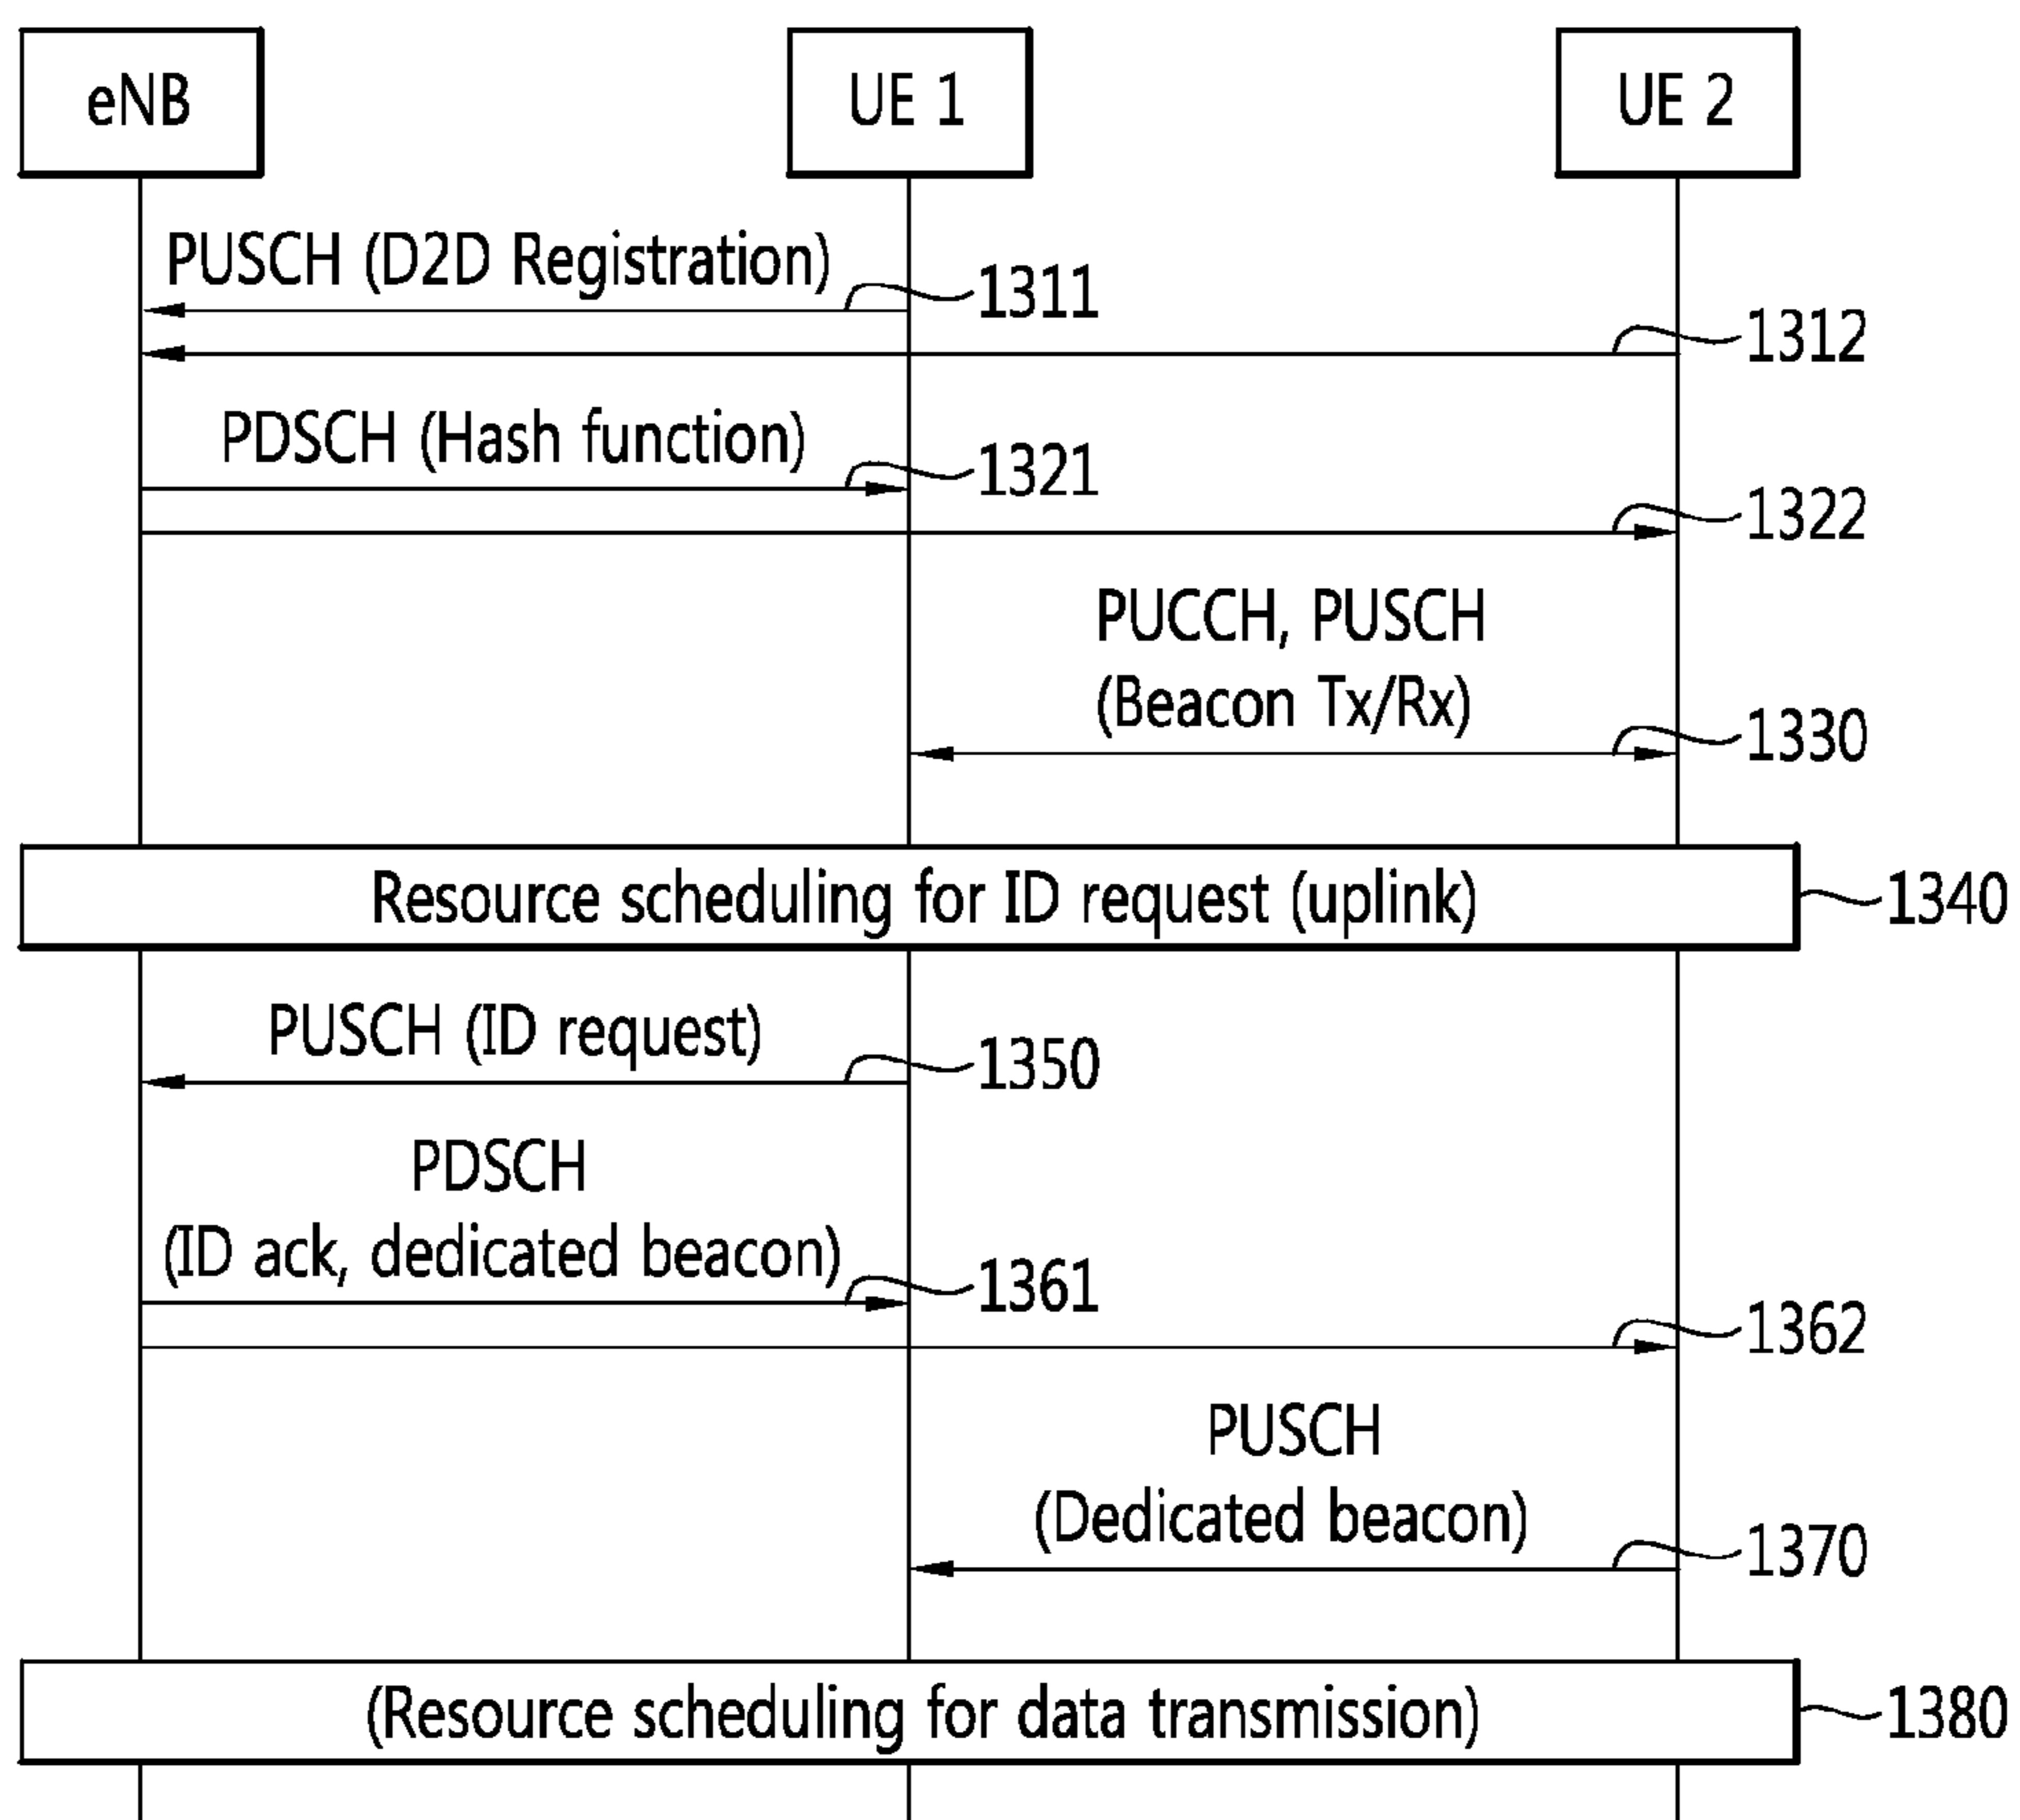 eNB
UE 1
UE 2
PUSCH (D2D Registration)
1311
1312
PDSCH (Hash function)
1321
1322
PUCCH, PUSCH
(Beacon Tx/Rx)
1330
Resource scheduling for ID request (uplink)
1340
PUSCH (ID request)
1350
PDSCH
(ID ack, dedicated beacon)
1361
1362
PUSCH
(Dedicated beacon)
1370
(Resource scheduling for data transmission)
1380